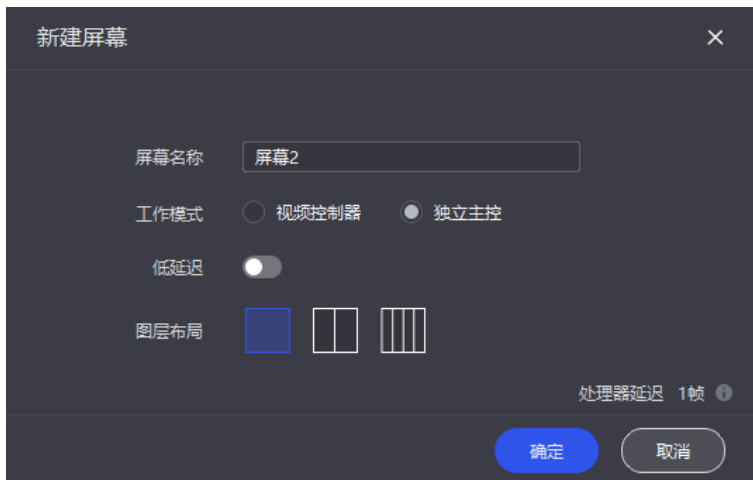 新建屏幕
屏幕名称 屏幕2
工作模式 视频控制器 独立主控
低延迟
图层布局
处理器延迟 1帧
确定 取消